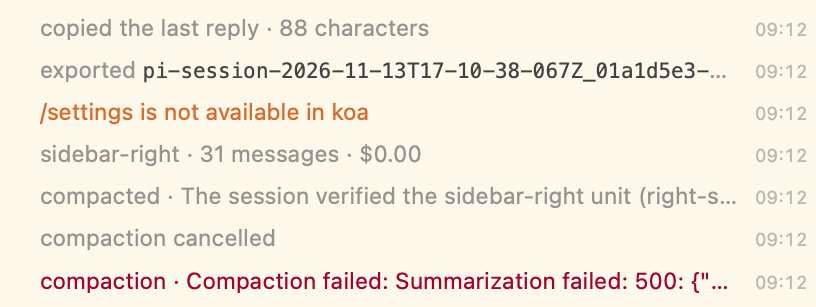 copied the last reply · 88 characters 09:12
exported pi-session-2026-11-13T17-10-38-067Z_01a1d5e3-… 09:12
/settings is not available in koa 09:12
sidebar-right · 31 messages · $0.00 09:12
compacted · The session verified the sidebar-right unit (right-s… 09:12
compaction cancelled 09:12
compaction · Compaction failed: Summarization failed: 500: {"… 09:12